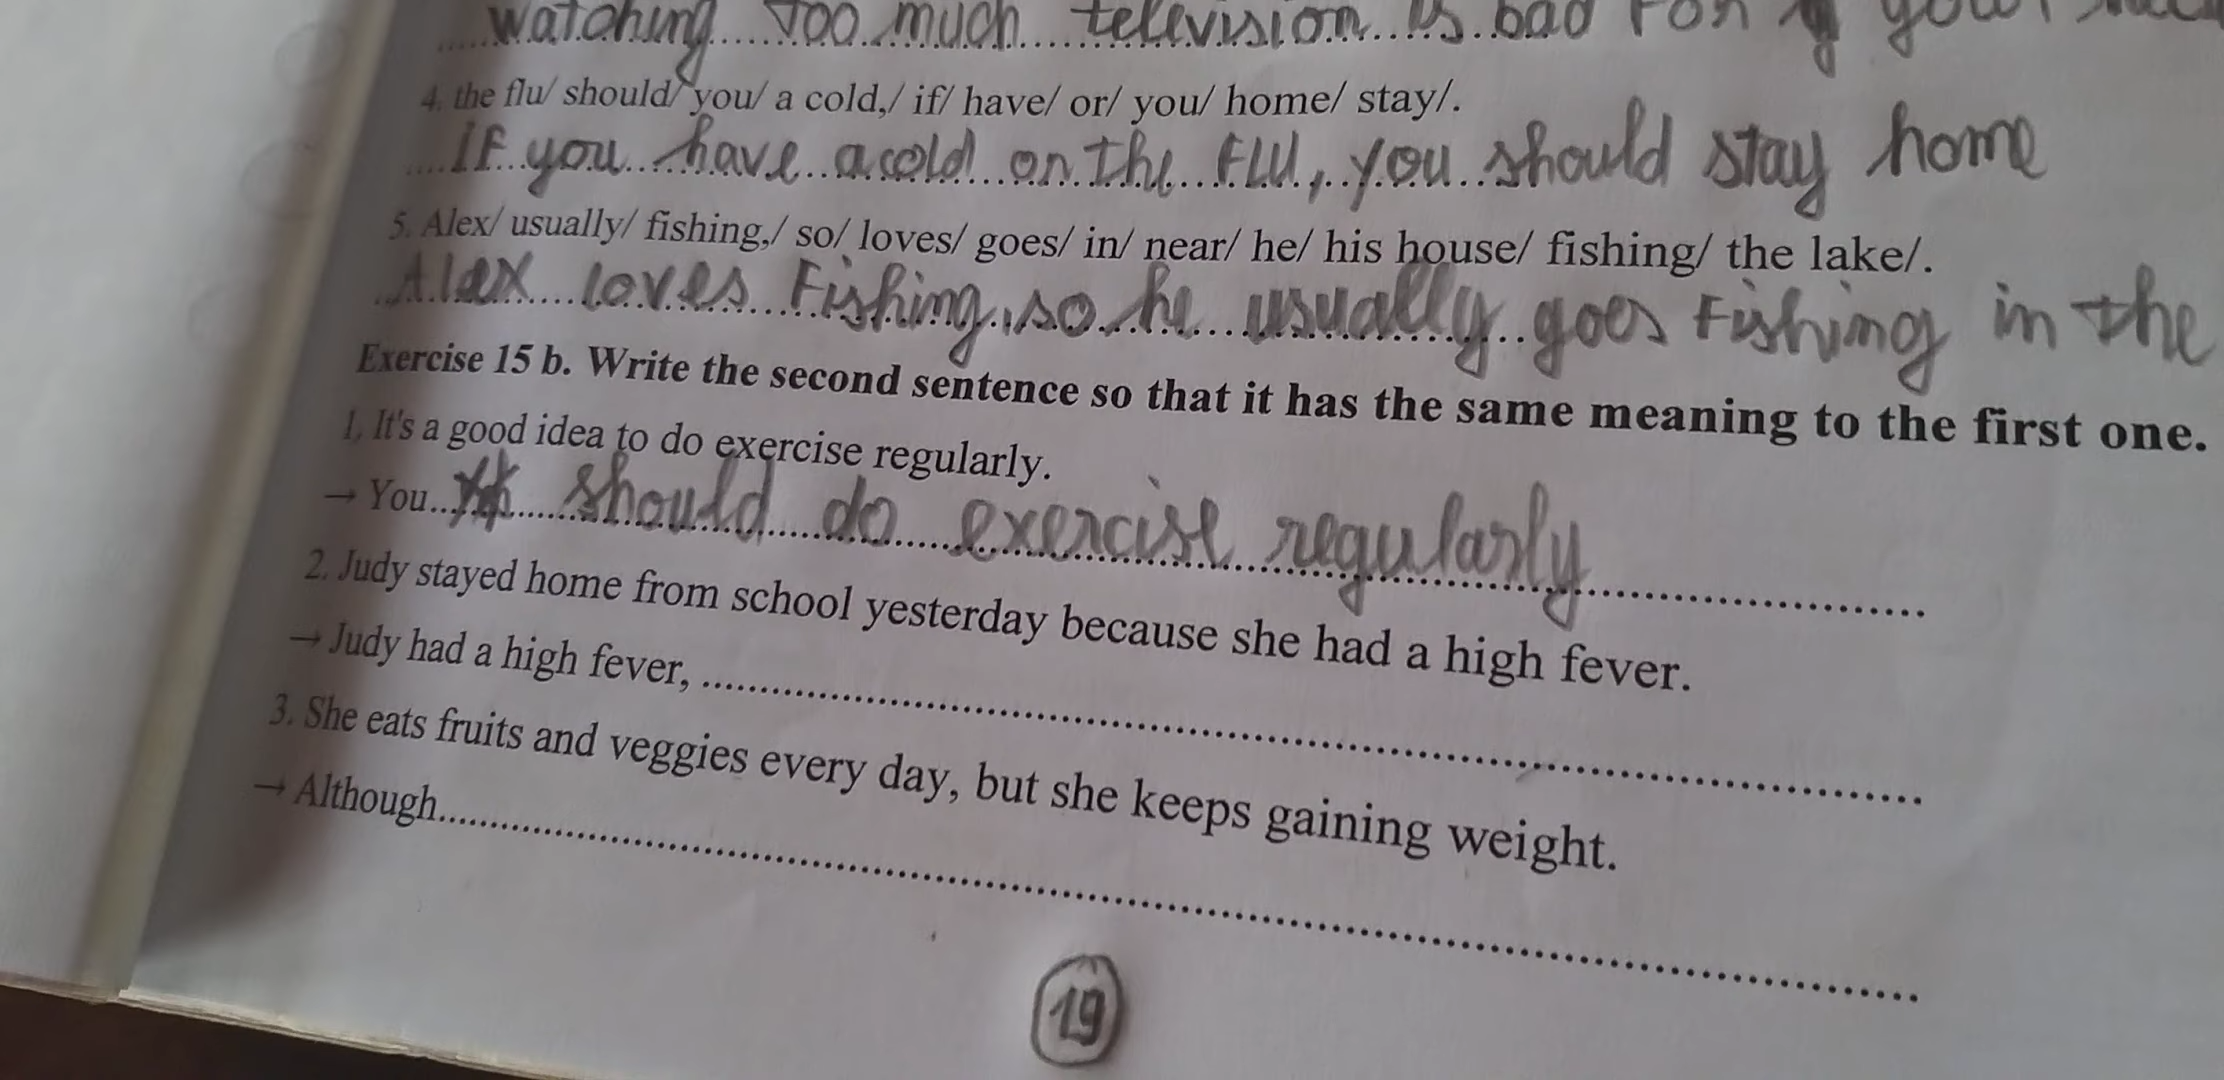 watching too much television is bad For your
4. the flu/ should/ you/ a cold,/ if/ have/ or/ you/ home/ stay/.
If you have a cold or the FLU, you should stay home
5. Alex/ usually/ fishing,/ so/ loves/ goes/ in/ near/ he/ his house/ fishing/ the lake/.
Alex loves Fishing, so he usually goes Fishing in the
Exercise 15 b. Write the second sentence so that it has the same meaning to the first one.
1. It's a good idea to do exercise regularly.
→ You should do exercise regularly
2. Judy stayed home from school yesterday because she had a high fever.
→ Judy had a high fever, ........................................
3. She eats fruits and veggies every day, but she keeps gaining weight.
→ Although........................................
19